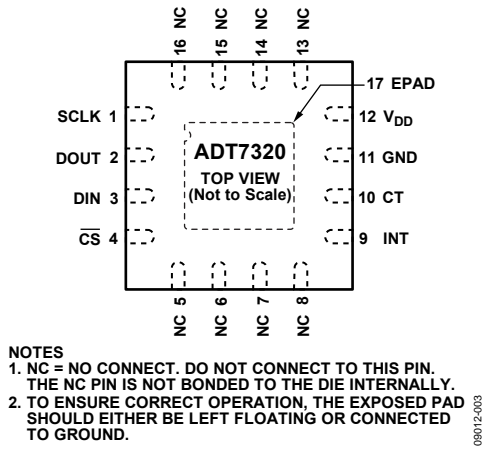 16 NC
15 NC
14 NC
13 NC
17 EPAD
SCLK 1
12 VDD
DOUT 2
11 GND
DIN 3
10 CT
CS 4
9 INT
ADT7320
TOP VIEW
(Not to Scale)
NC 5
NC 6
NC 7
NC 8
NOTES
1. NC = NO CONNECT. DO NOT CONNECT TO THIS PIN.
THE NC PIN IS NOT BONDED TO THE DIE INTERNALLY.
2. TO ENSURE CORRECT OPERATION, THE EXPOSED PAD
SHOULD EITHER BE LEFT FLOATING OR CONNECTED
TO GROUND.
09012-003